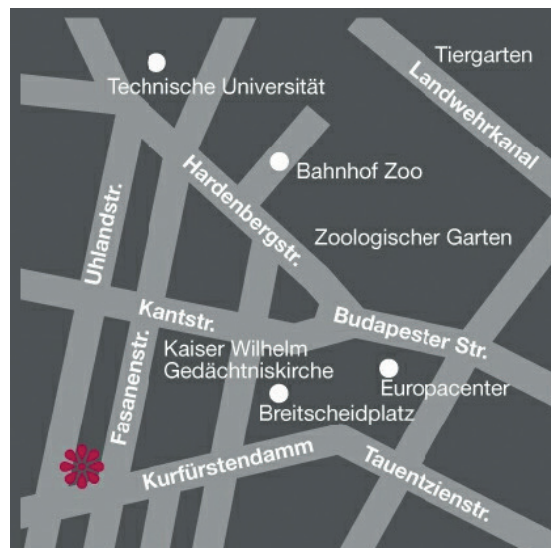 Tiergarten
Technische Universität
Landwehrkanal
Bahnhof Zoo
Hardenbergstr.
Uhlandstr.
Zoologischer Garten
Kantstr.
Budapester Str.
Kaiser Wilhelm
Gedächtniskirche
Fasanenstr.
Europacenter
Breitscheidplatz
Kurfürstendamm
Tauentzienstr.